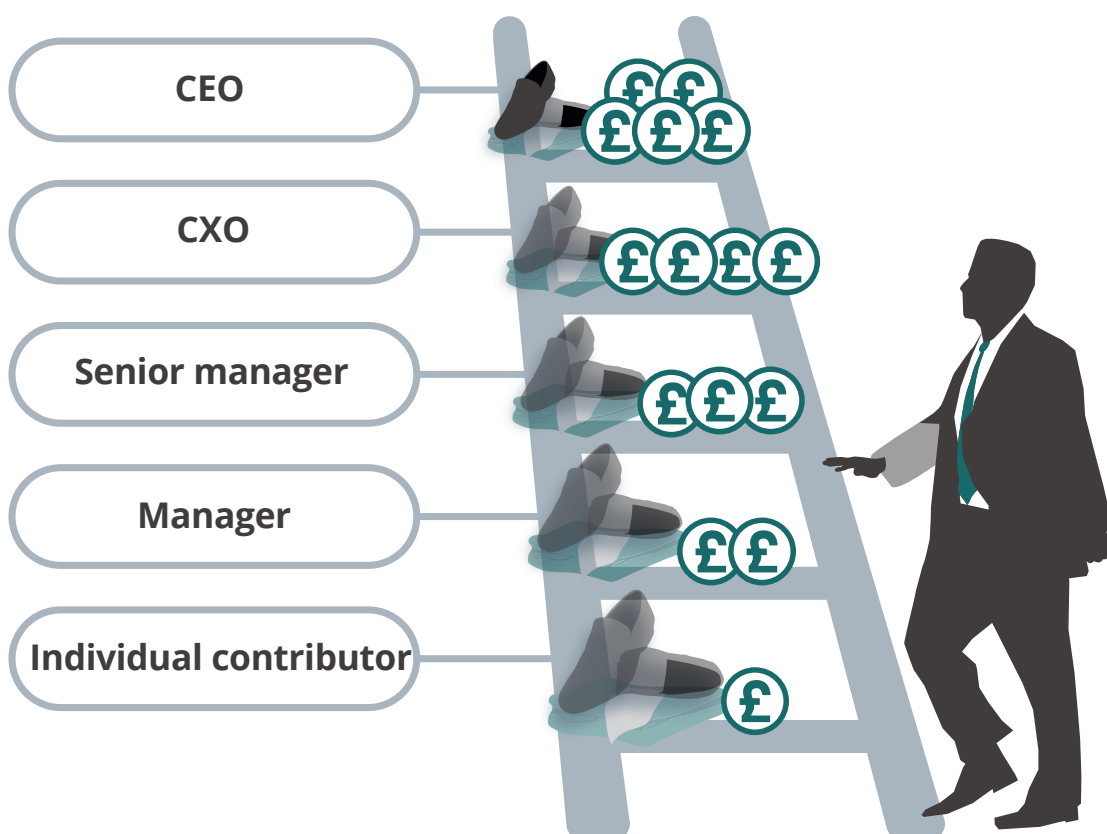 CEO
££
£££
CXO
££££
Senior manager
£££
Manager
££
Individual contributor
£